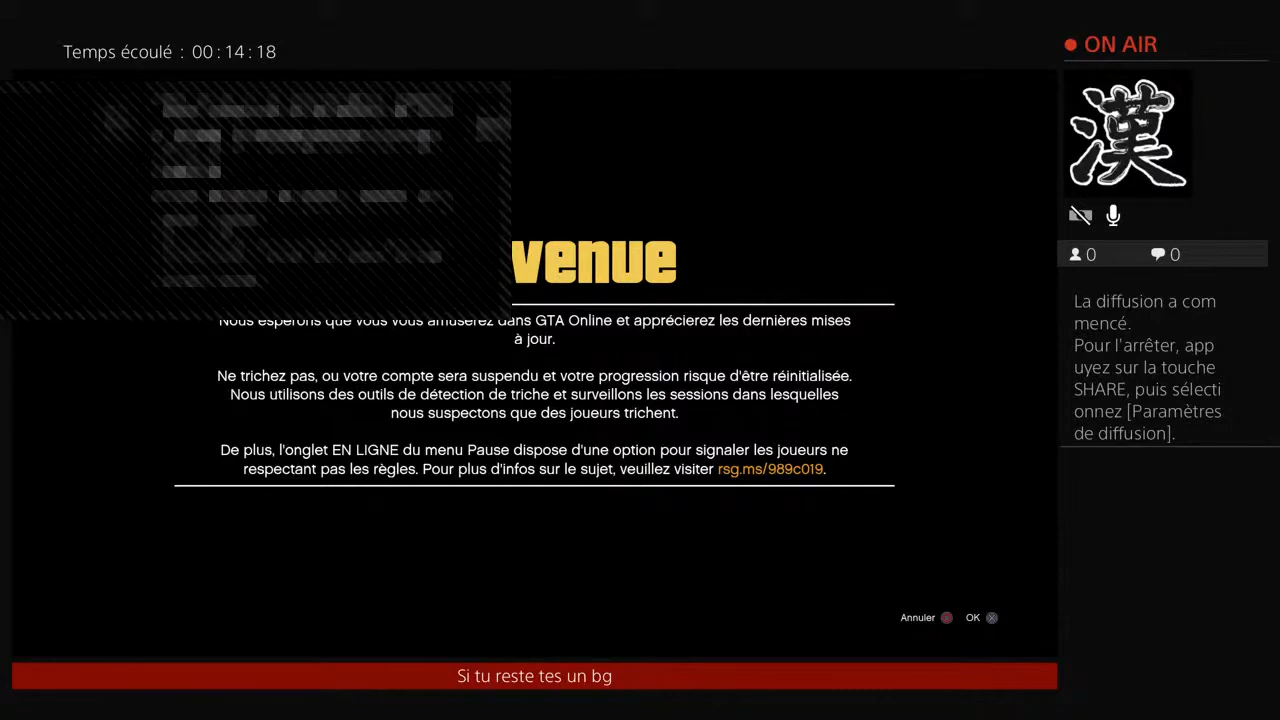 Temps écoulé : 00:14:18
ON AIR
漢
0
0
venue
Nous espérons que vous vous amuserez dans GTA Online et apprécierez les dernières mises
à jour.
Ne trichez pas, ou votre compte sera suspendu et votre progression risque d'être réinitialisée.
Nous utilisons des outils de détection de triche et surveillons les sessions dans lesquelles
nous suspectons que des joueurs trichent.
De plus, l'onglet EN LIGNE du menu Pause dispose d'une option pour signaler les joueurs ne
respectant pas les règles. Pour plus d'infos sur le sujet, veuillez visiter rsg.ms/989c019.
Annuler
OK
La diffusion a com
mencé.
Pour l'arrêter, app
uyez sur la touche
SHARE, puis sélecti
onnez [Paramètres
de diffusion].
Si tu reste tes un bg